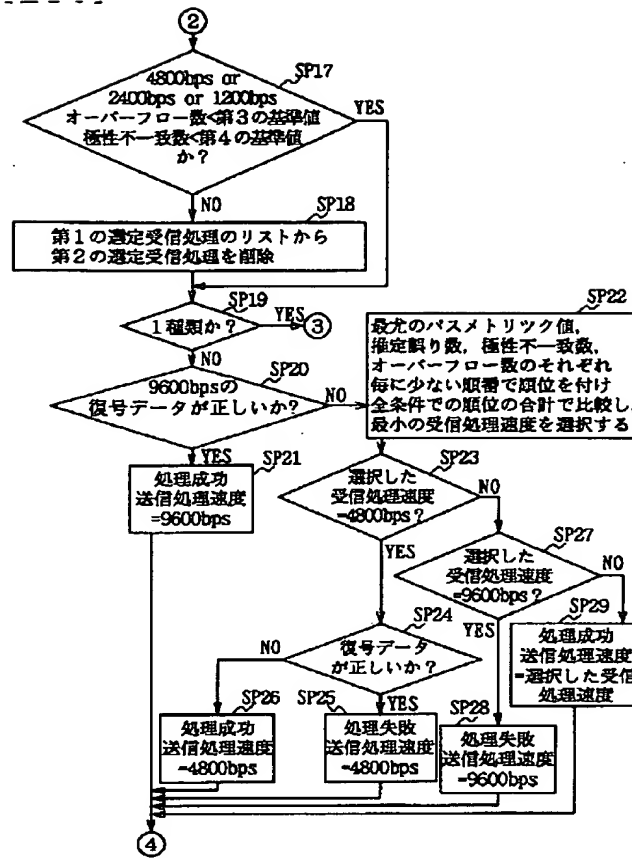 ②
SP17
4800bps or
2400bps or 1200bps
オーバーフロー数<第3の基準値
極性不一致数<第4の基準値
か?
YES
NO
SP18
第1の選定受信処理のリストから
第2の選定受信処理を削除
SP19
1種類か?
YES
③
NO
SP20
9600bpsの
復号データが正しいか?
NO
YES
SP21
処理成功
送信処理速度
=9600bps
SP22
最尤のパスメトリック値,
推定誤り数, 極性不一致数,
オーバーフロー数のそれぞれ
毎に少ない順番で順位を付け
全条件での順位の合計で比較し,
最小の受信処理速度を選択する
SP23
選択した
受信処理速度
=4800bps?
NO
YES
SP24
復号データ
が正しいか?
NO
YES
SP26
処理成功
送信処理速度
=4800bps
SP25
処理失敗
送信処理速度
=4800bps
SP27
選択した
受信処理速度
=9600bps?
NO
YES
SP28
処理失敗
送信処理速度
=9600bps
SP29
処理成功
送信処理速度
=選択した受信
処理速度
④